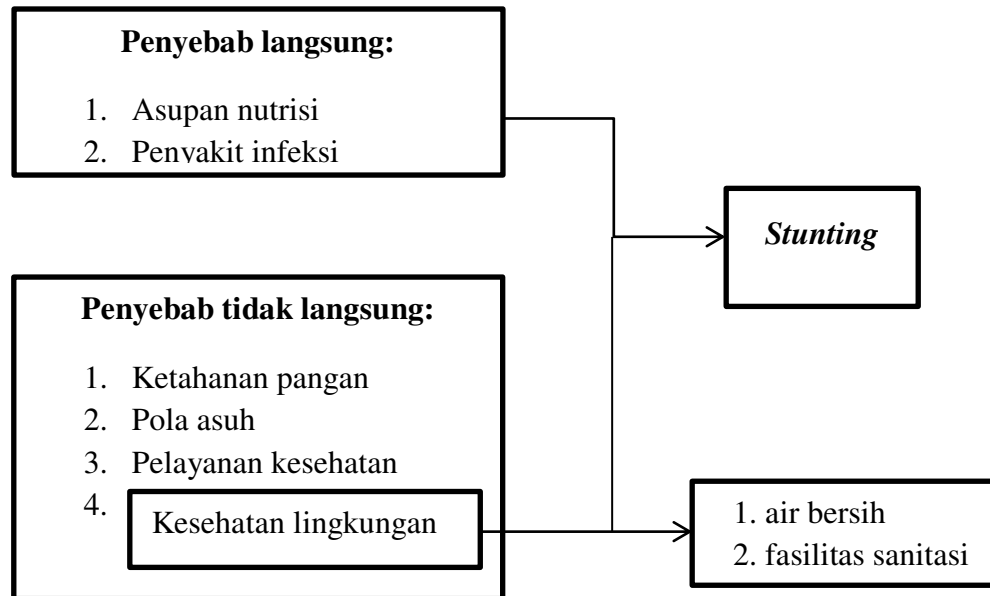 Penyebab langsung:
1. Asupan nutrisi
2. Penyakit infeksi
Stunting
Penyebab tidak langsung:
1. Ketahanan pangan
2. Pola asuh
3. Pelayanan kesehatan
4. Kesehatan lingkungan
1. air bersih
2. fasilitas sanitasi